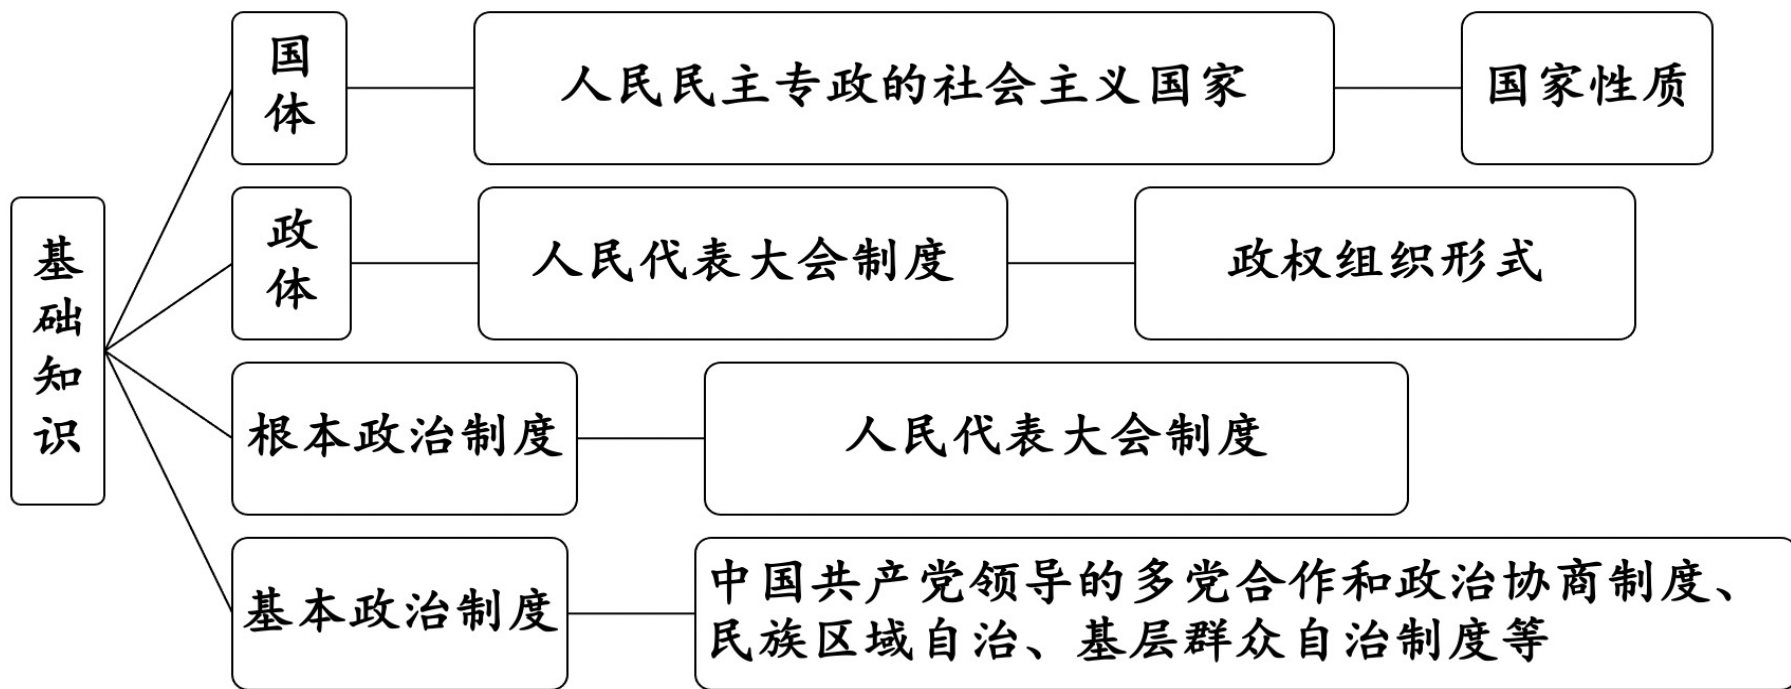 基础知识
国体
人民民主专政的社会主义国家
国家性质
政体
人民代表大会制度
政权组织形式
根本政治制度
人民代表大会制度
基本政治制度
中国共产党领导的多党合作和政治协商制度、
民族区域自治、基层群众自治制度等